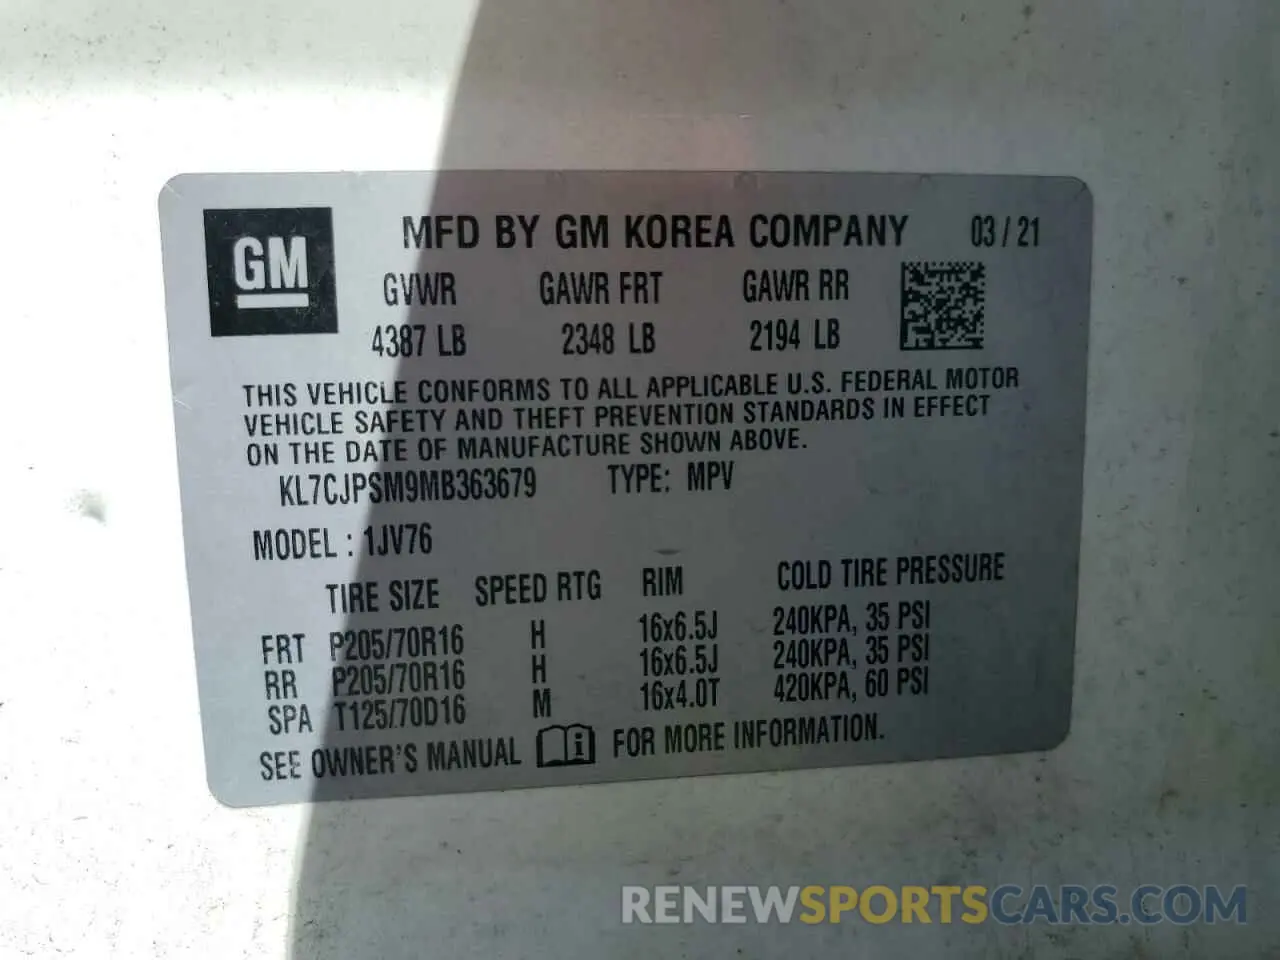 GM
MFD BY GM KOREA COMPANY 03 / 21
GVWR GAWR FRT GAWR RR
4387 LB 2348 LB 2194 LB
THIS VEHICLE CONFORMS TO ALL APPLICABLE U.S. FEDERAL MOTOR
VEHICLE SAFETY AND THEFT PREVENTION STANDARDS IN EFFECT
ON THE DATE OF MANUFACTURE SHOWN ABOVE.
KL7CJPSM9MB363679 TYPE: MPV
MODEL : 1JV76
TIRE SIZE SPEED RTG RIM COLD TIRE PRESSURE
FRT P205/70R16 H 16x6.5J 240KPA, 35 PSI
RR P205/70R16 H 16x6.5J 240KPA, 35 PSI
SPA T125/70D16 M 16x4.0T 420KPA, 60 PSI
SEE OWNER'S MANUAL i FOR MORE INFORMATION.
RENEWSPORTSCARS.COM